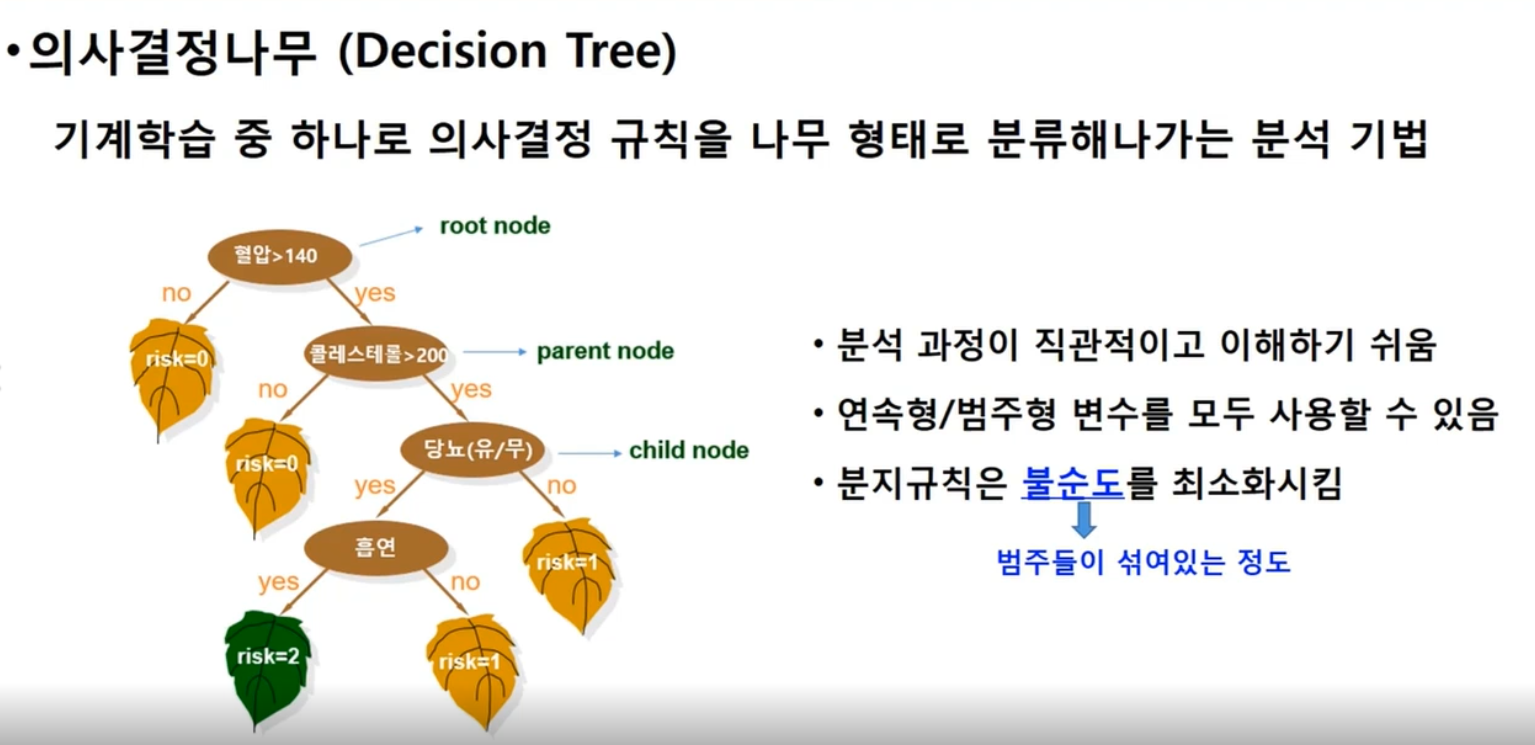 •의사결정나무 (Decision Tree)
기계학습 중 하나로 의사결정 규칙을 나무 형태로 분류해나가는 분석 기법
root node
혈압>140
no
yes
risk=0
콜레스테롤>200
parent node
no
yes
risk=0
당뇨(유/무)
child node
yes
no
흡연
risk=1
yes
no
risk=2
risk=1
• 분석 과정이 직관적이고 이해하기 쉬움
• 연속형/범주형 변수를 모두 사용할 수 있음
• 분지규칙은 불순도를 최소화시킴
범주들이 섞여있는 정도